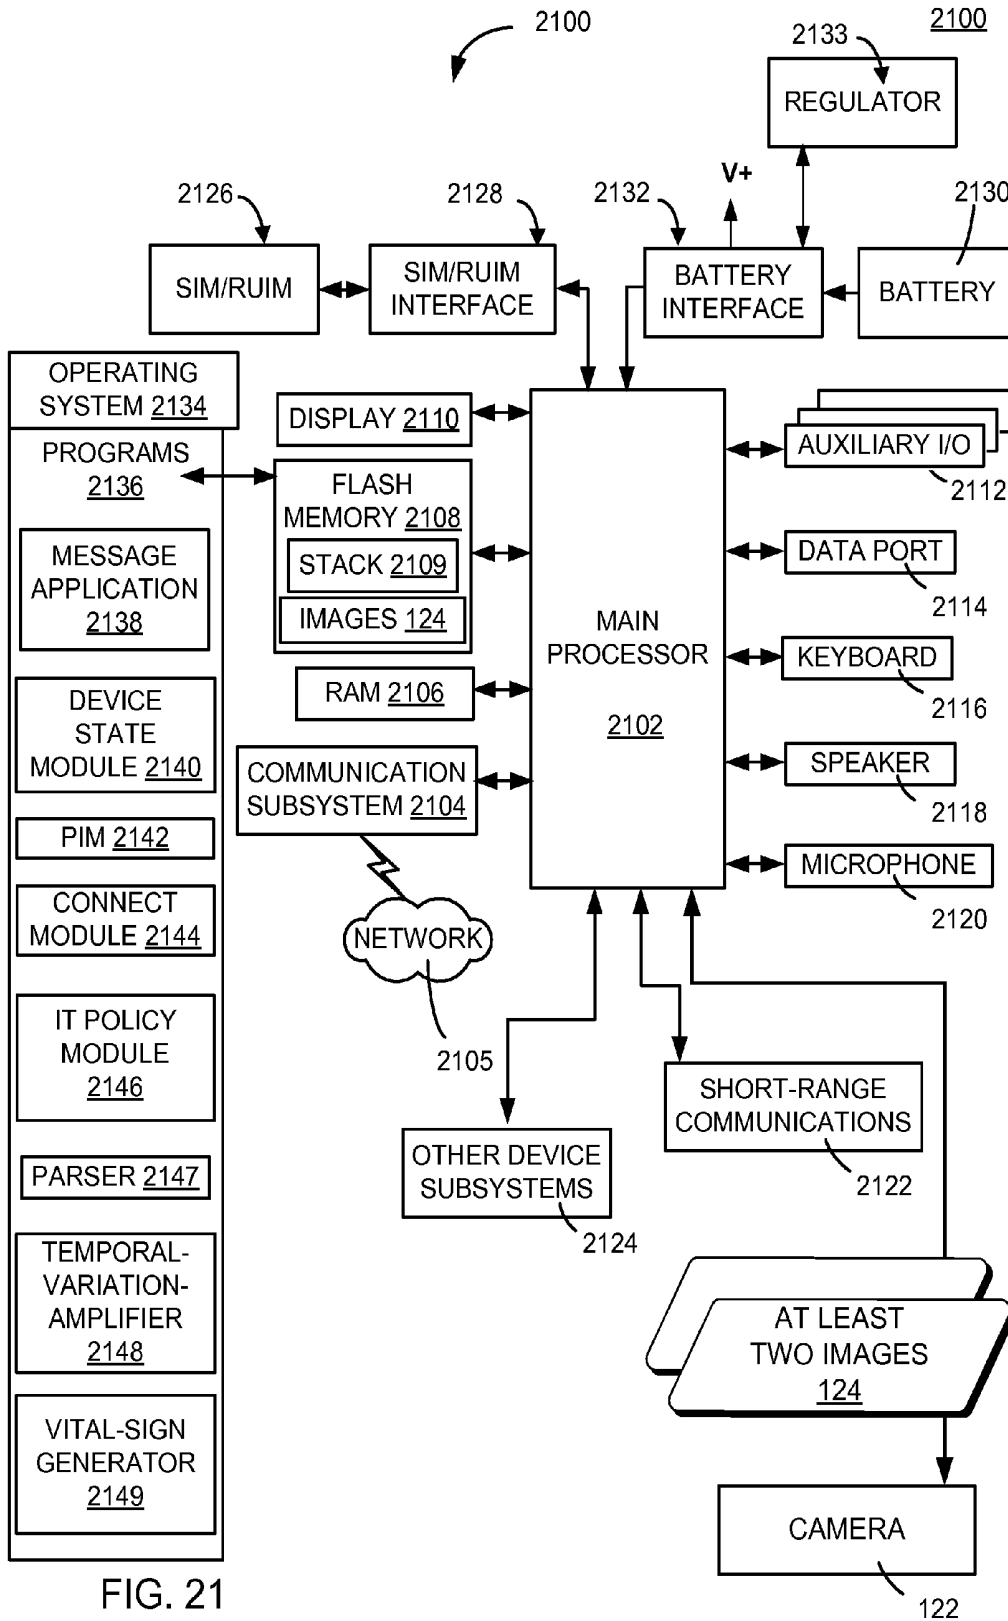 2100
2100
2133
REGULATOR
V+
2126
2128
2132
2130
SIM/RUIM
SIM/RUIM
INTERFACE
BATTERY
INTERFACE
BATTERY
OPERATING
SYSTEM 2134
PROGRAMS
2136
MESSAGE
APPLICATION
2138
DEVICE
STATE
MODULE 2140
PIM 2142
CONNECT
MODULE 2144
IT POLICY
MODULE
2146
PARSER 2147
TEMPORAL-
VARIATION-
AMPLIFIER
2148
VITAL-SIGN
GENERATOR
2149
DISPLAY 2110
FLASH
MEMORY 2108
STACK 2109
IMAGES 124
RAM 2106
COMMUNICATION
SUBSYSTEM 2104
NETWORK
2105
MAIN
PROCESSOR
2102
AUXILIARY I/O
2112
DATA PORT
2114
KEYBOARD
2116
SPEAKER
2118
MICROPHONE
2120
SHORT-RANGE
COMMUNICATIONS
2122
OTHER DEVICE
SUBSYSTEMS
2124
AT LEAST
TWO IMAGES
124
CAMERA
122
FIG. 21